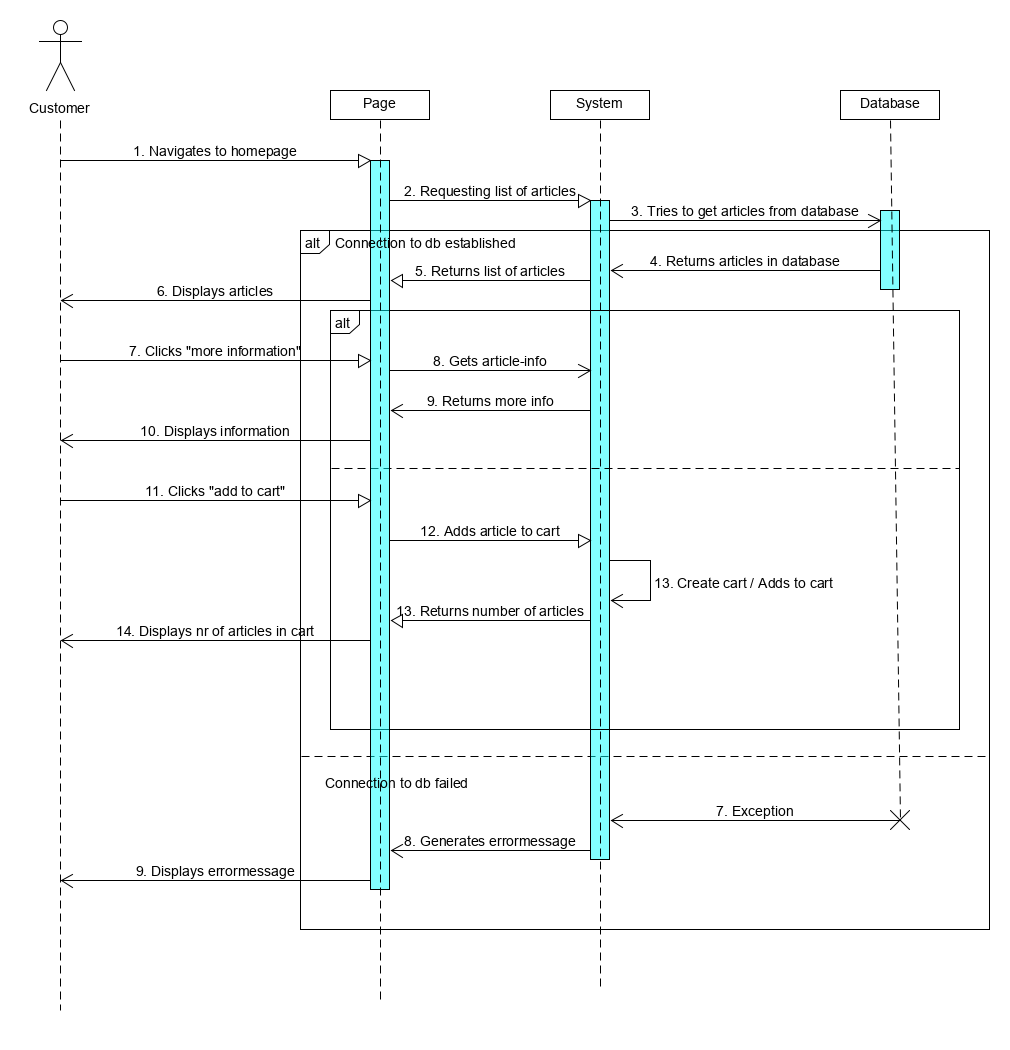 Customer
Page
System
Database
1. Navigates to homepage
2. Requesting list of articles
3. Tries to get articles from database
alt
Connection to db established
4. Returns articles in database
5. Returns list of articles
6. Displays articles
alt
7. Clicks "more information"
8. Gets article-info
9. Returns more info
10. Displays information
11. Clicks "add to cart"
12. Adds article to cart
13. Create cart / Adds to cart
13. Returns number of articles
14. Displays nr of articles in cart
Connection to db failed
7. Exception
8. Generates errormessage
9. Displays errormessage